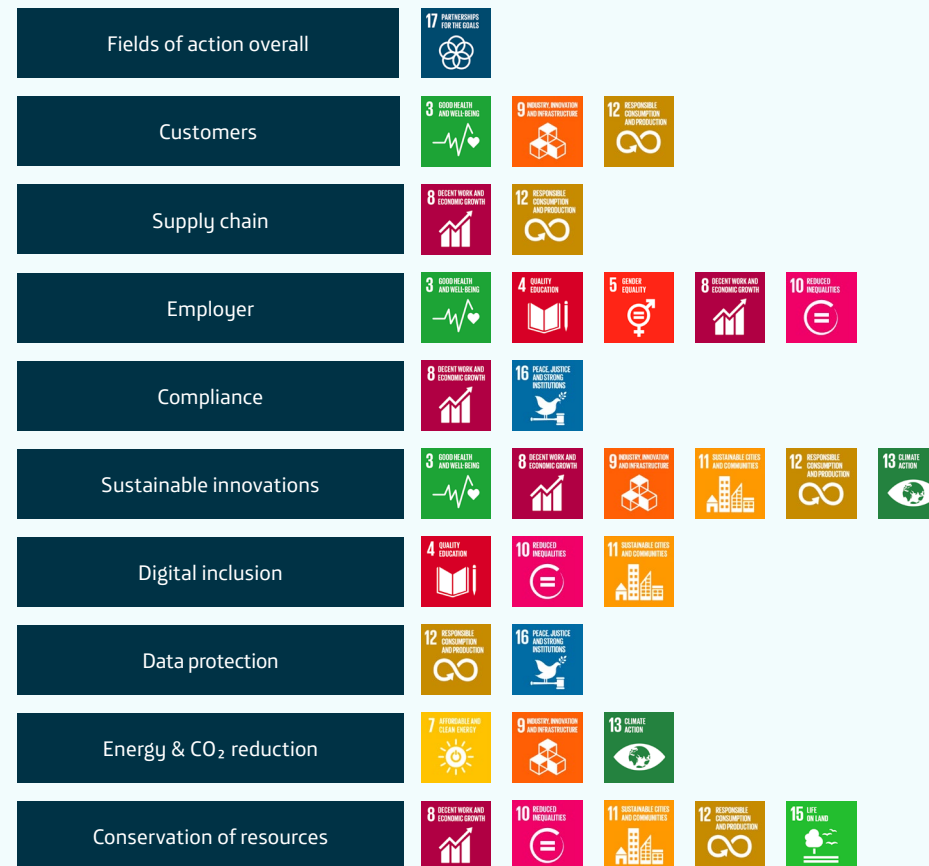 Fields of action overall
17 PARTNERSHIPS
FOR THE GOALS
Customers
3 GOOD HEALTH
AND WELL-BEING
9 INDUSTRY, INNOVATION
AND INFRASTRUCTURE
12 RESPONSIBLE
CONSUMPTION
AND PRODUCTION
Supply chain
8 DECENT WORK AND
ECONOMIC GROWTH
12 RESPONSIBLE
CONSUMPTION
AND PRODUCTION
Employer
3 GOOD HEALTH
AND WELL-BEING
4 QUALITY
EDUCATION
5 GENDER
EQUALITY
8 DECENT WORK AND
ECONOMIC GROWTH
10 REDUCED
INEQUALITIES
Compliance
8 DECENT WORK AND
ECONOMIC GROWTH
16 PEACE, JUSTICE
AND STRONG
INSTITUTIONS
Sustainable innovations
3 GOOD HEALTH
AND WELL-BEING
8 DECENT WORK AND
ECONOMIC GROWTH
9 INDUSTRY, INNOVATION
AND INFRASTRUCTURE
11 SUSTAINABLE CITIES
AND COMMUNITIES
12 RESPONSIBLE
CONSUMPTION
AND PRODUCTION
13 CLIMATE
ACTION
Digital inclusion
4 QUALITY
EDUCATION
10 REDUCED
INEQUALITIES
11 SUSTAINABLE CITIES
AND COMMUNITIES
Data protection
12 RESPONSIBLE
CONSUMPTION
AND PRODUCTION
16 PEACE, JUSTICE
AND STRONG
INSTITUTIONS
Energy & CO₂ reduction
7 AFFORDABLE AND
CLEAN ENERGY
9 INDUSTRY, INNOVATION
AND INFRASTRUCTURE
13 CLIMATE
ACTION
Conservation of resources
8 DECENT WORK AND
ECONOMIC GROWTH
10 REDUCED
INEQUALITIES
11 SUSTAINABLE CITIES
AND COMMUNITIES
12 RESPONSIBLE
CONSUMPTION
AND PRODUCTION
15 LIFE
ON LAND